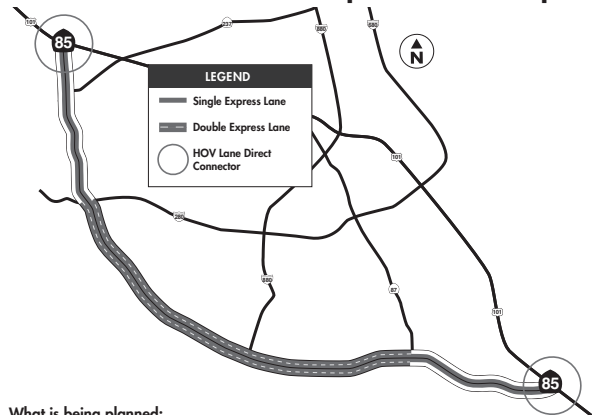 101
237
880
680
85
N
LEGEND
Single Express Lane
Double Express Lane
HOV Lane Direct
Connector
101
280
880
87
101
85
What is being planned: